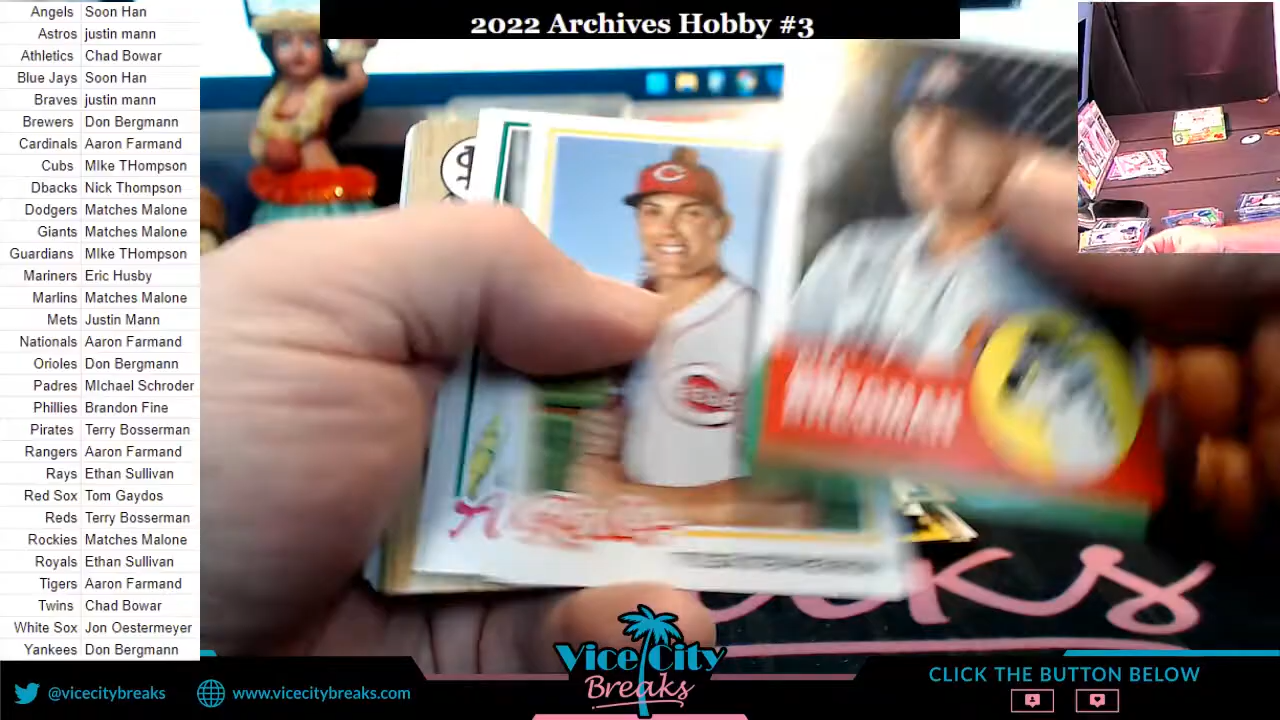 2022 Archives Hobby #3
Angels Soon Han
Astros justin mann
Athletics Chad Bowar
Blue Jays Soon Han
Braves justin mann
Brewers Don Bergmann
Cardinals Aaron Farmand
Cubs MIke THompson
Dbacks Nick Thompson
Dodgers Matches Malone
Giants Matches Malone
Guardians MIke THompson
Mariners Eric Husby
Marlins Matches Malone
Mets Justin Mann
Nationals Aaron Farmand
Orioles Don Bergmann
Padres MIchael Schroder
Phillies Brandon Fine
Pirates Terry Bosserman
Rangers Aaron Farmand
Rays Ethan Sullivan
Red Sox Tom Gaydos
Reds Terry Bosserman
Rockies Matches Malone
Royals Ethan Sullivan
Tigers Aaron Farmand
Twins Chad Bowar
White Sox Jon Oestermeyer
Yankees Don Bergmann
C
REDS
BREGMAN
@vicecitybreaks
www.vicecitybreaks.com
Vice City
Breaks
CLICK THE BUTTON BELOW